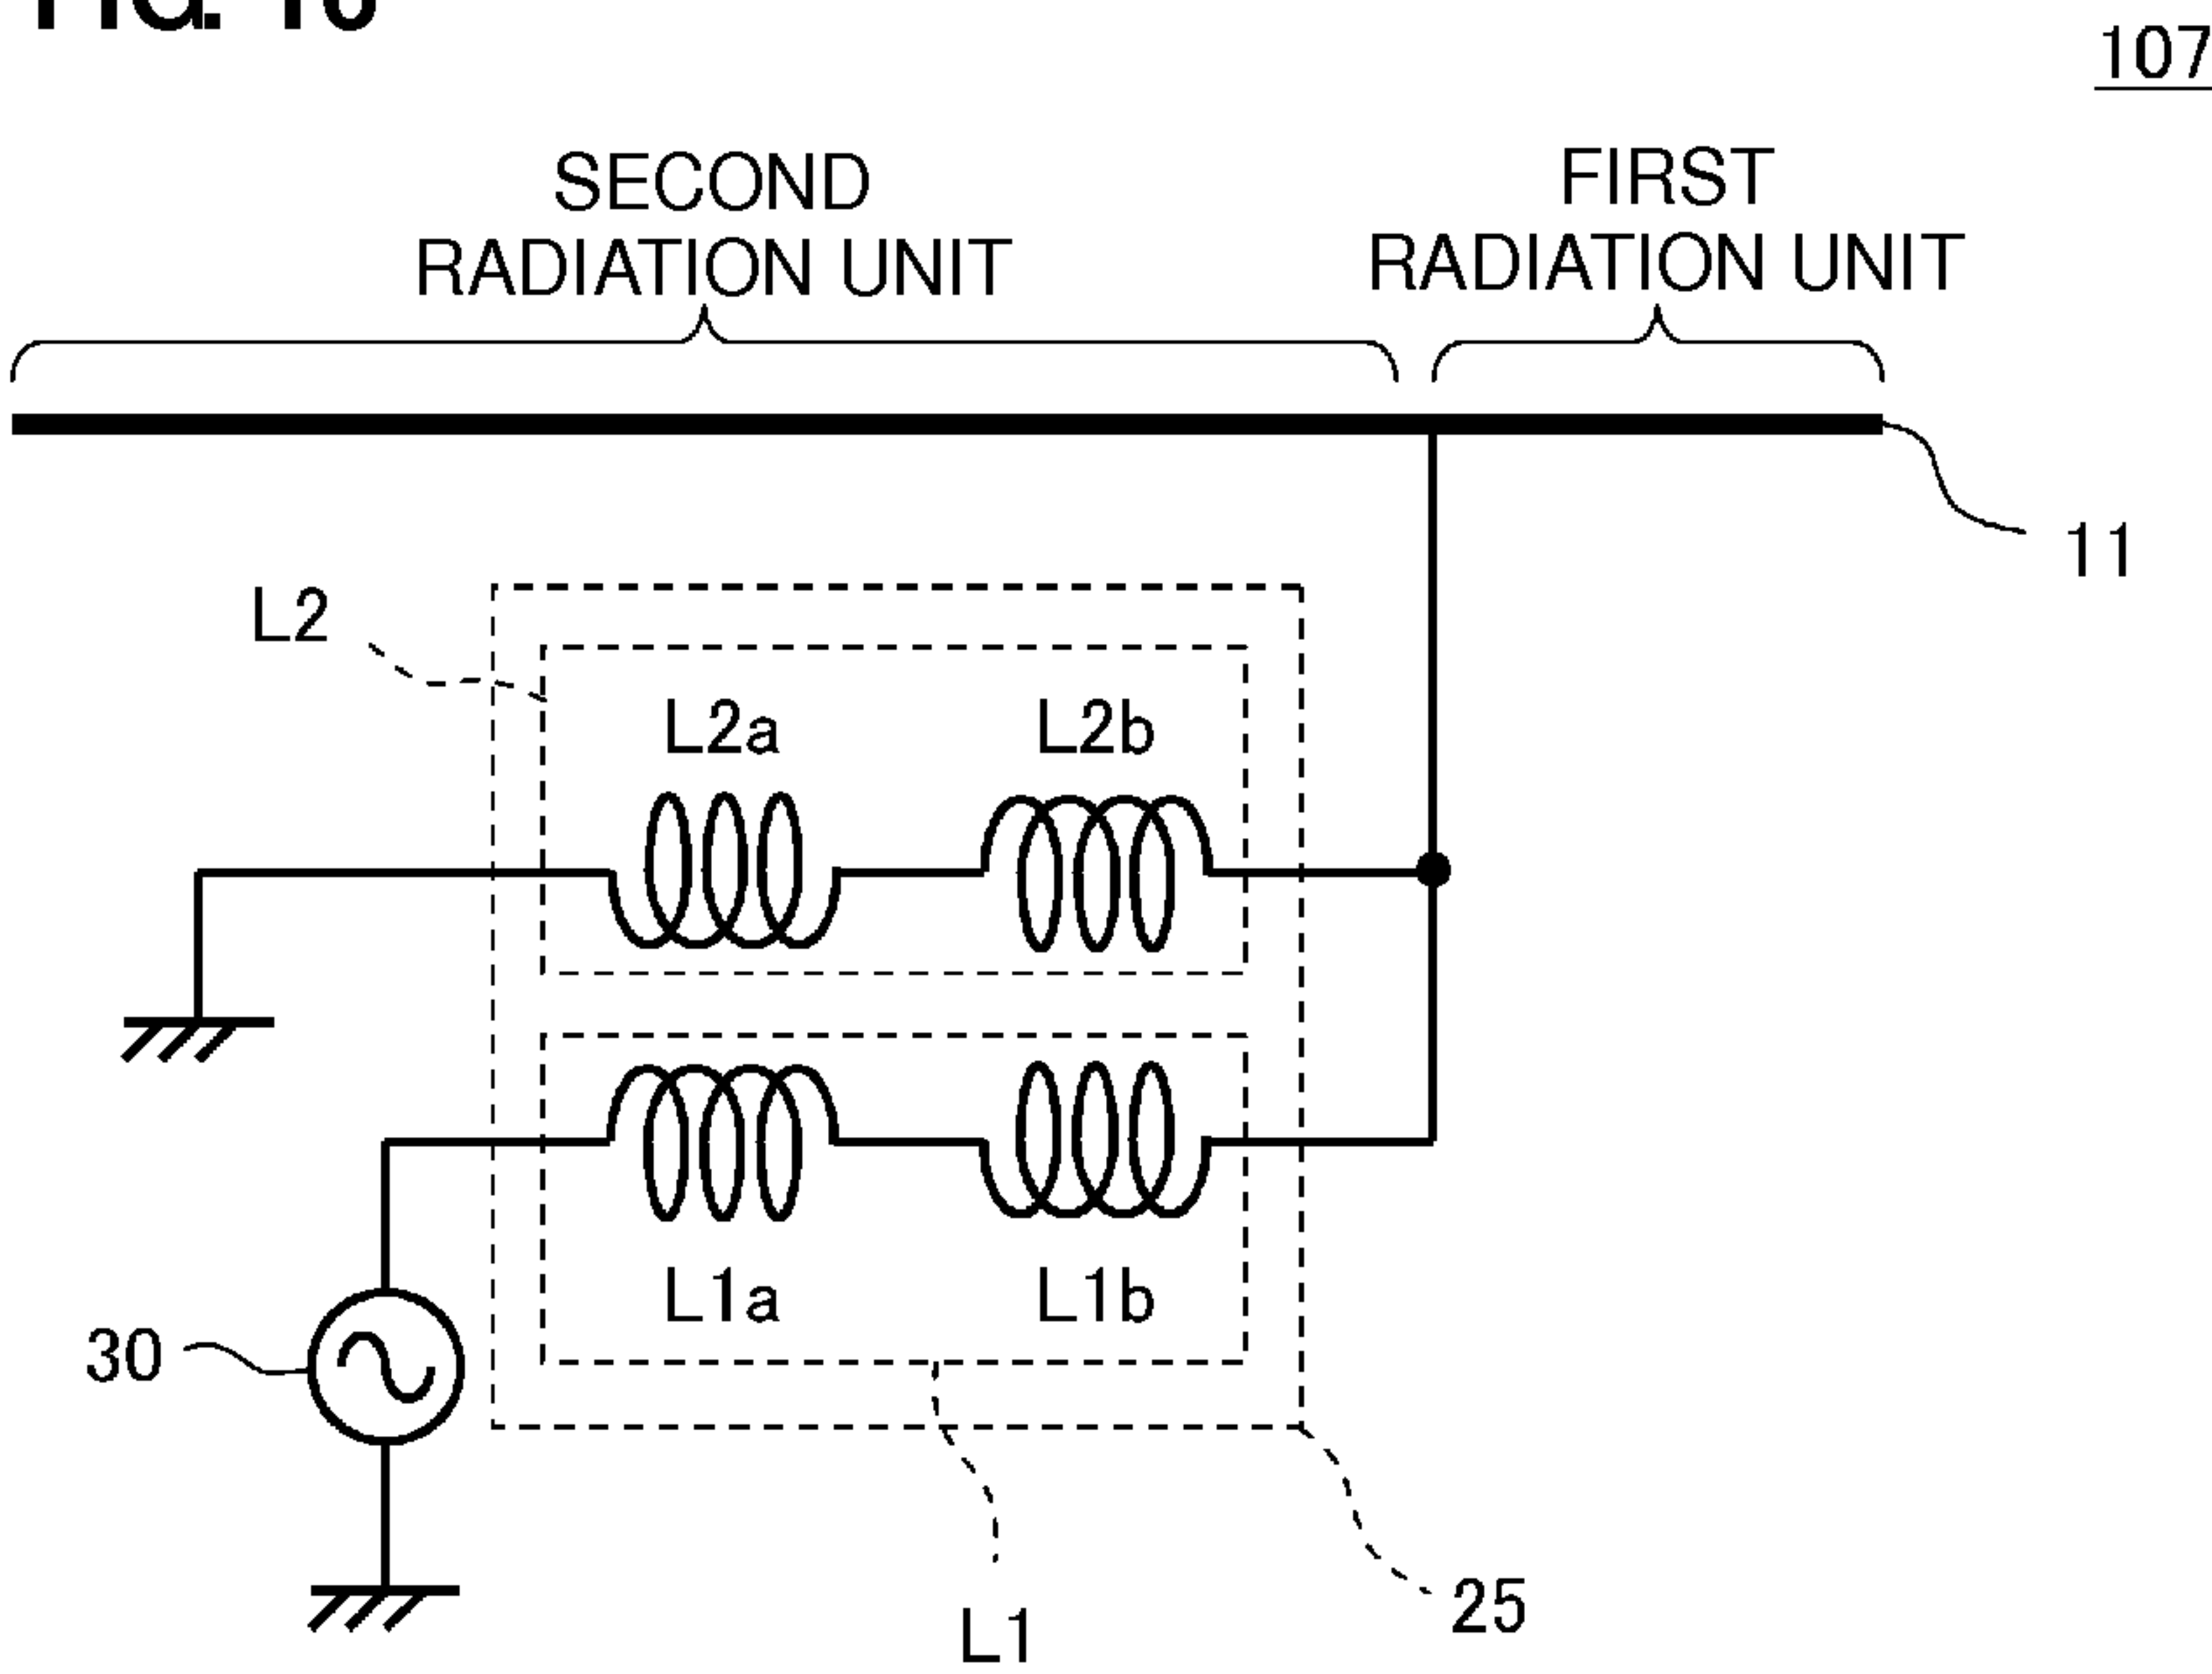 107
SECOND
RADIATION UNIT
FIRST
RADIATION UNIT
11
L2
L2a
L2b
L1a
L1b
30
25
L1